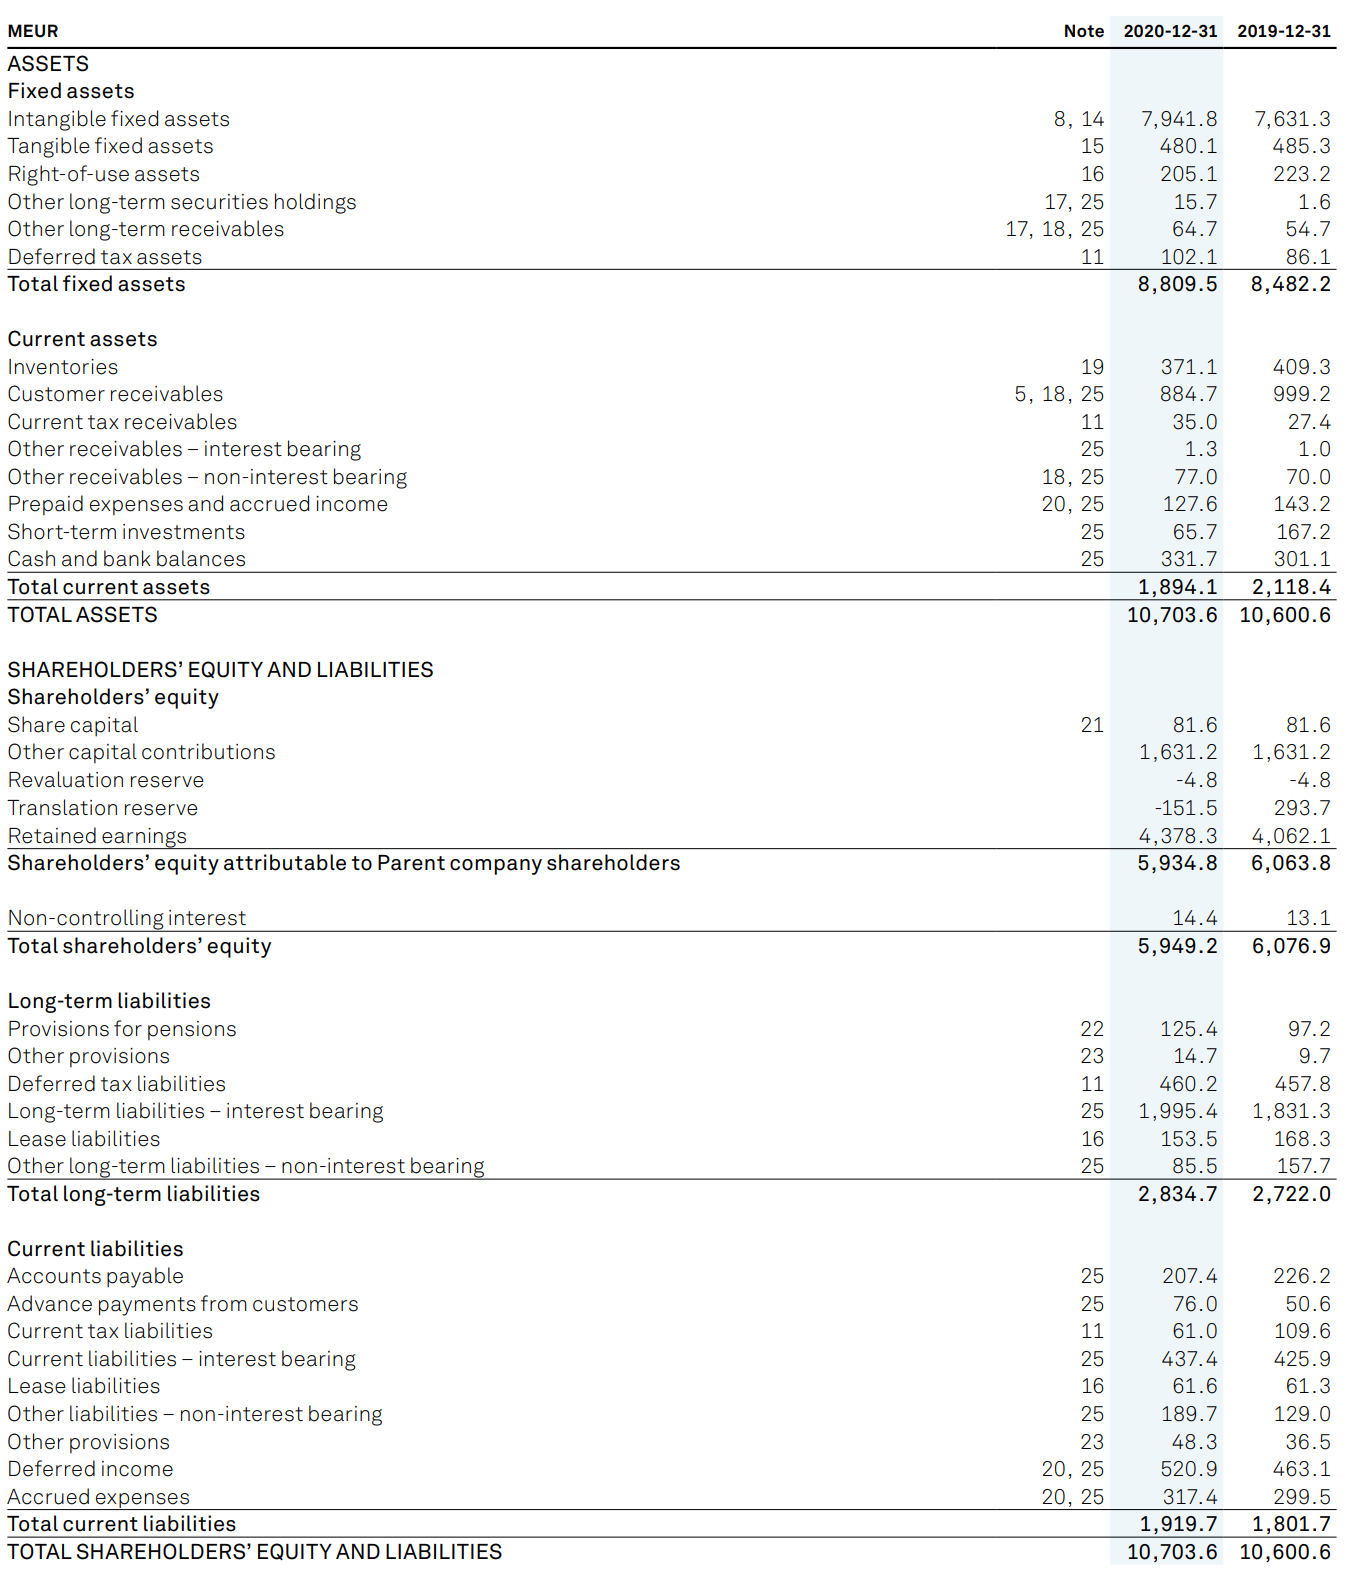 MEUR Note 2020-12-31 2019-12-31
ASSETS
Fixed assets
Intangible fixed assets 8, 14 7,941.8 7,631.3
Tangible fixed assets 15 480.1 485.3
Right-of-use assets 16 205.1 223.2
Other long-term securities holdings 17, 25 15.7 1.6
Other long-term receivables 17, 18, 25 64.7 54.7
Deferred tax assets 11 102.1 86.1
Total fixed assets 8,809.5 8,482.2
Current assets
Inventories 19 371.1 409.3
Customer receivables 5, 18, 25 884.7 999.2
Current tax receivables 11 35.0 27.4
Other receivables – interest bearing 25 1.3 1.0
Other receivables – non-interest bearing 18, 25 77.0 70.0
Prepaid expenses and accrued income 20, 25 127.6 143.2
Short-term investments 25 65.7 167.2
Cash and bank balances 25 331.7 301.1
Total current assets 1,894.1 2,118.4
TOTAL ASSETS 10,703.6 10,600.6
SHAREHOLDERS’ EQUITY AND LIABILITIES
Shareholders’ equity
Share capital 21 81.6 81.6
Other capital contributions 1,631.2 1,631.2
Revaluation reserve -4.8 -4.8
Translation reserve -151.5 293.7
Retained earnings 4,378.3 4,062.1
Shareholders’ equity attributable to Parent company shareholders 5,934.8 6,063.8
Non-controlling interest 14.4 13.1
Total shareholders’ equity 5,949.2 6,076.9
Long-term liabilities
Provisions for pensions 22 125.4 97.2
Other provisions 23 14.7 9.7
Deferred tax liabilities 11 460.2 457.8
Long-term liabilities – interest bearing 25 1,995.4 1,831.3
Lease liabilities 16 153.5 168.3
Other long-term liabilities – non-interest bearing 25 85.5 157.7
Total long-term liabilities 2,834.7 2,722.0
Current liabilities
Accounts payable 25 207.4 226.2
Advance payments from customers 25 76.0 50.6
Current tax liabilities 11 61.0 109.6
Current liabilities – interest bearing 25 437.4 425.9
Lease liabilities 16 61.6 61.3
Other liabilities – non-interest bearing 25 189.7 129.0
Other provisions 23 48.3 36.5
Deferred income 20, 25 520.9 463.1
Accrued expenses 20, 25 317.4 299.5
Total current liabilities 1,919.7 1,801.7
TOTAL SHAREHOLDERS’ EQUITY AND LIABILITIES 10,703.6 10,600.6